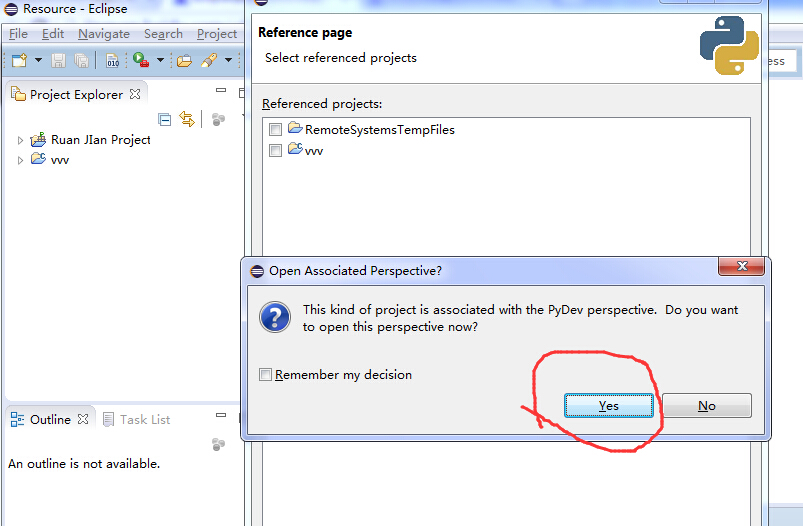 Resource - Eclipse
File Edit Navigate Search Project
Reference page
Select referenced projects
ess
Project Explorer
Referenced projects:
RemoteSystemsTempFiles
vvv
Ruan JIan Project
vvv
Open Associated Perspective?
This kind of project is associated with the PyDev perspective. Do you want
to open this perspective now?
Remember my decision
Yes No
Outline Task List
An outline is not available.